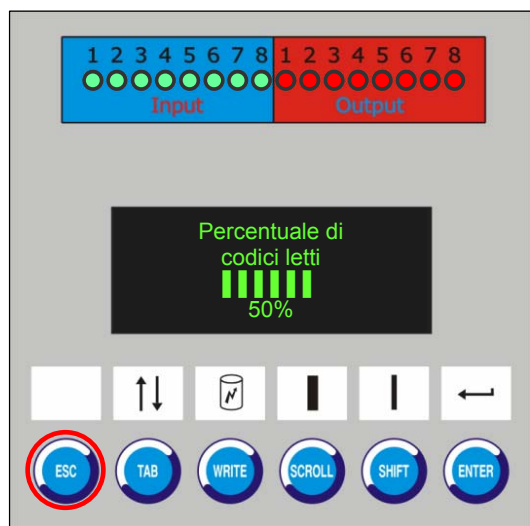 1 2 3 4 5 6 7 8 1 2 3 4 5 6 7 8
Input Output
Percentuale di
codici letti
50%
ESC TAB WRITE SCROLL SHIFT ENTER